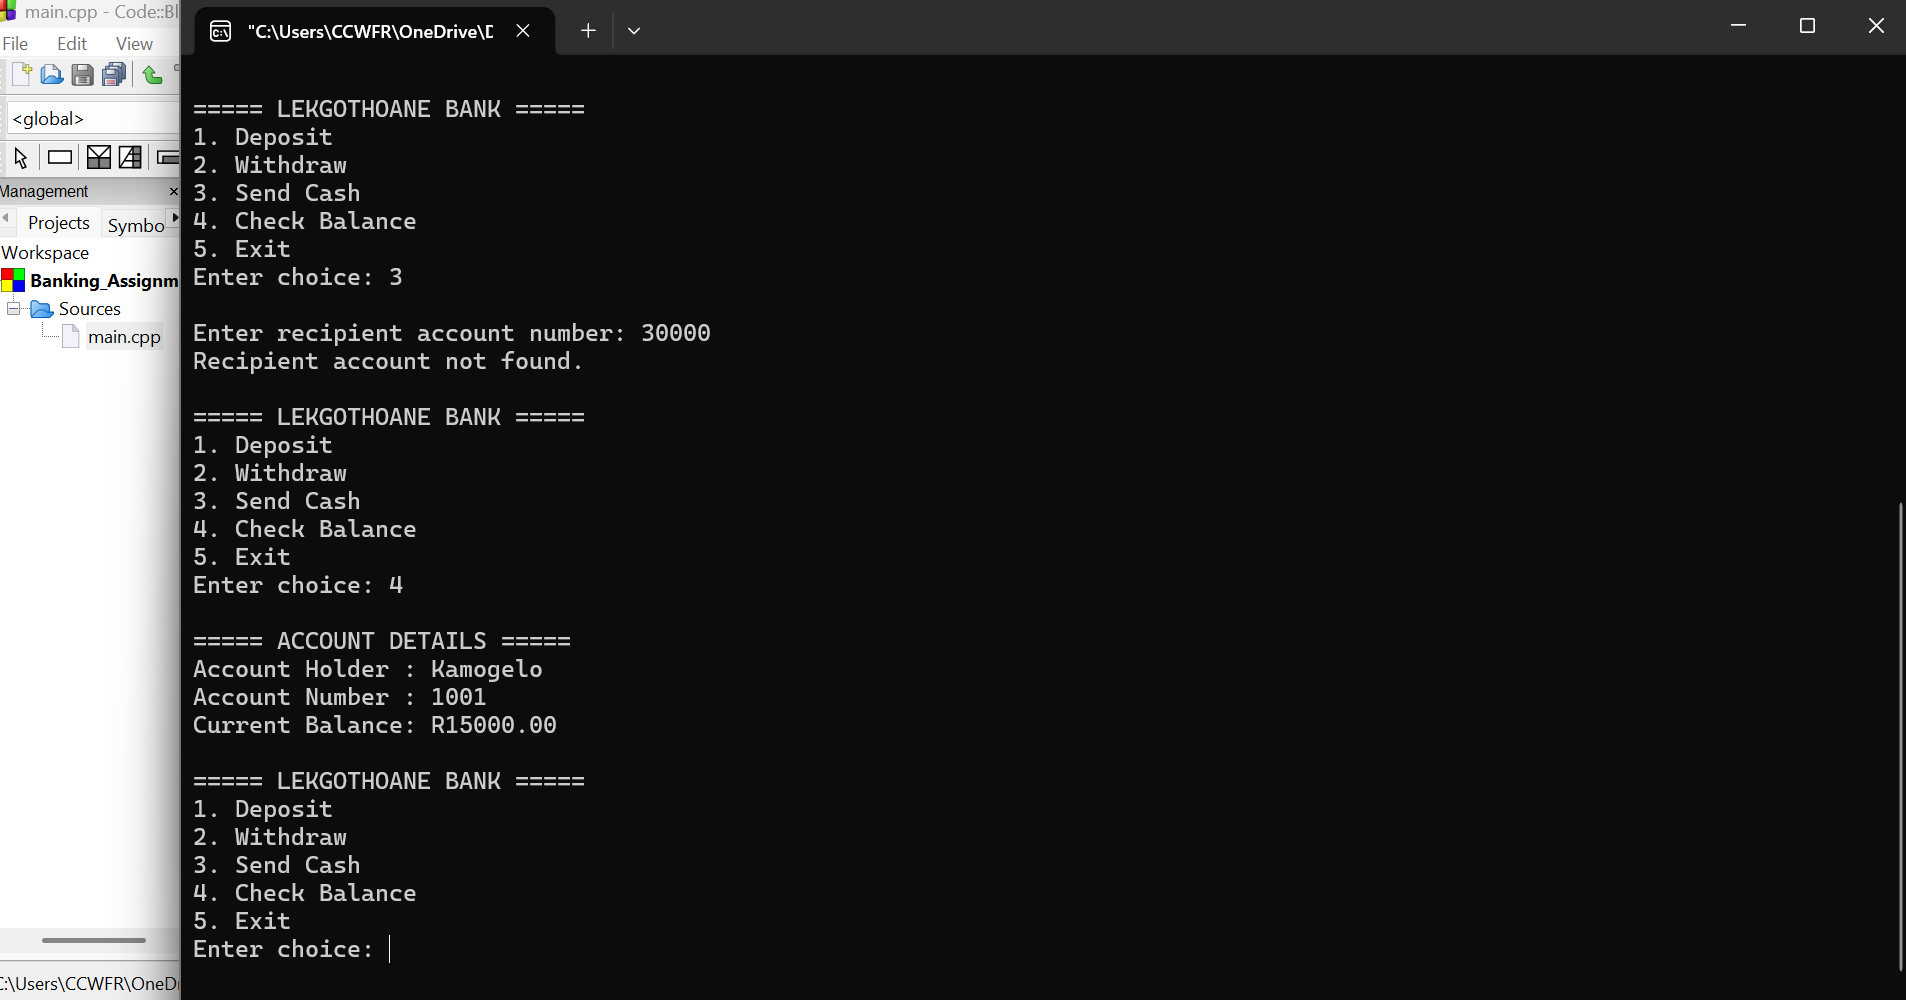 main.cpp - Code::Bl
File Edit View
<global>
Management
Projects Symbo
Workspace
Banking_Assignm
Sources
main.cpp
C:\Users\CCWFR\OneDr
"C:\Users\CCWFR\OneDrive\D
===== LEKGOTHOANE BANK =====
1. Deposit
2. Withdraw
3. Send Cash
4. Check Balance
5. Exit
Enter choice: 3
Enter recipient account number: 30000
Recipient account not found.
===== LEKGOTHOANE BANK =====
1. Deposit
2. Withdraw
3. Send Cash
4. Check Balance
5. Exit
Enter choice: 4
===== ACCOUNT DETAILS =====
Account Holder : Kamogelo
Account Number : 1001
Current Balance: R15000.00
===== LEKGOTHOANE BANK =====
1. Deposit
2. Withdraw
3. Send Cash
4. Check Balance
5. Exit
Enter choice: